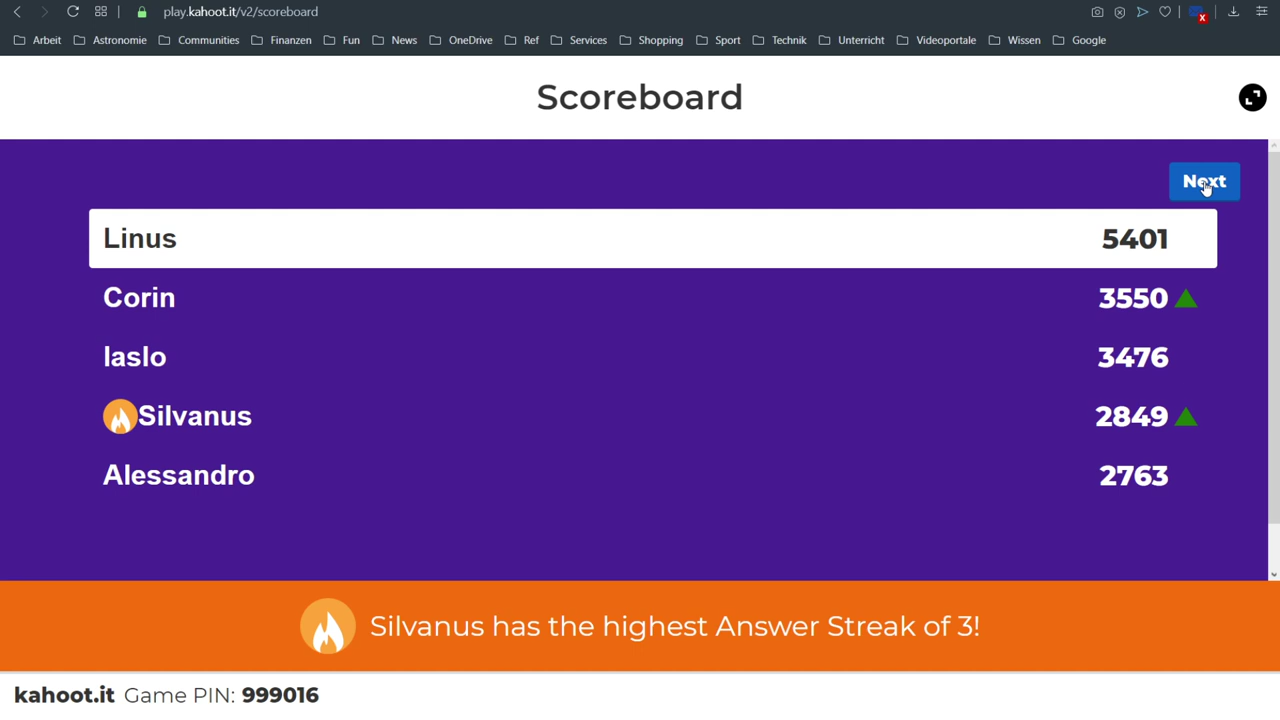 play.kahoot.it/v2/scoreboard
Arbeit Astronomie Communities Finanzen Fun News OneDrive Ref Services Shopping Sport Technik Unterricht Videoportale Wissen Google
Scoreboard
Next
Linus 5401
Corin 3550
laslo 3476
Silvanus 2849
Alessandro 2763
Silvanus has the highest Answer Streak of 3!
kahoot.it Game PIN: 999016